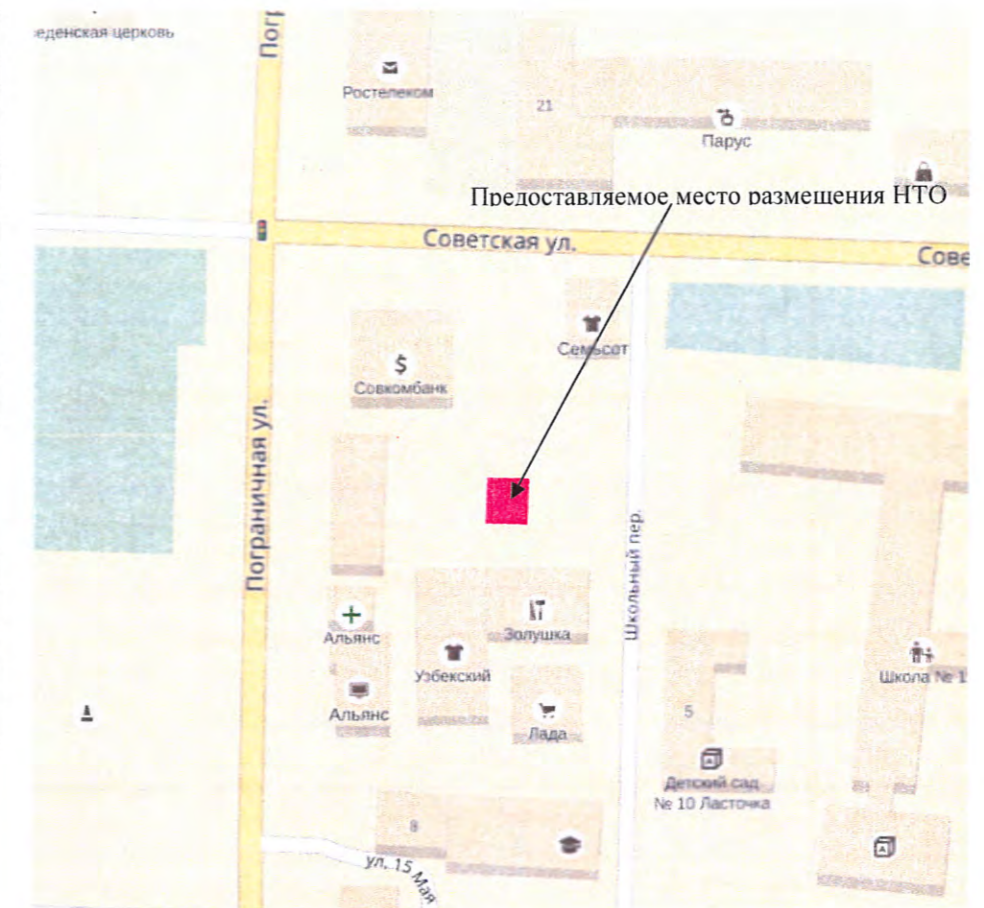 еденская церковь
Пог
Ростелеком
21
Парус
Предоставляемое место размещения НТО
Советская ул.
Сове
Семьсот
$
Совкомбанк
Пограничная ул.
Школьный пер.
Альянс
Золушка
Узбекский
Школа № 1
Альянс
5
Лада
Детский сад
№ 10 Ласточка
8
ул. 15 Мая